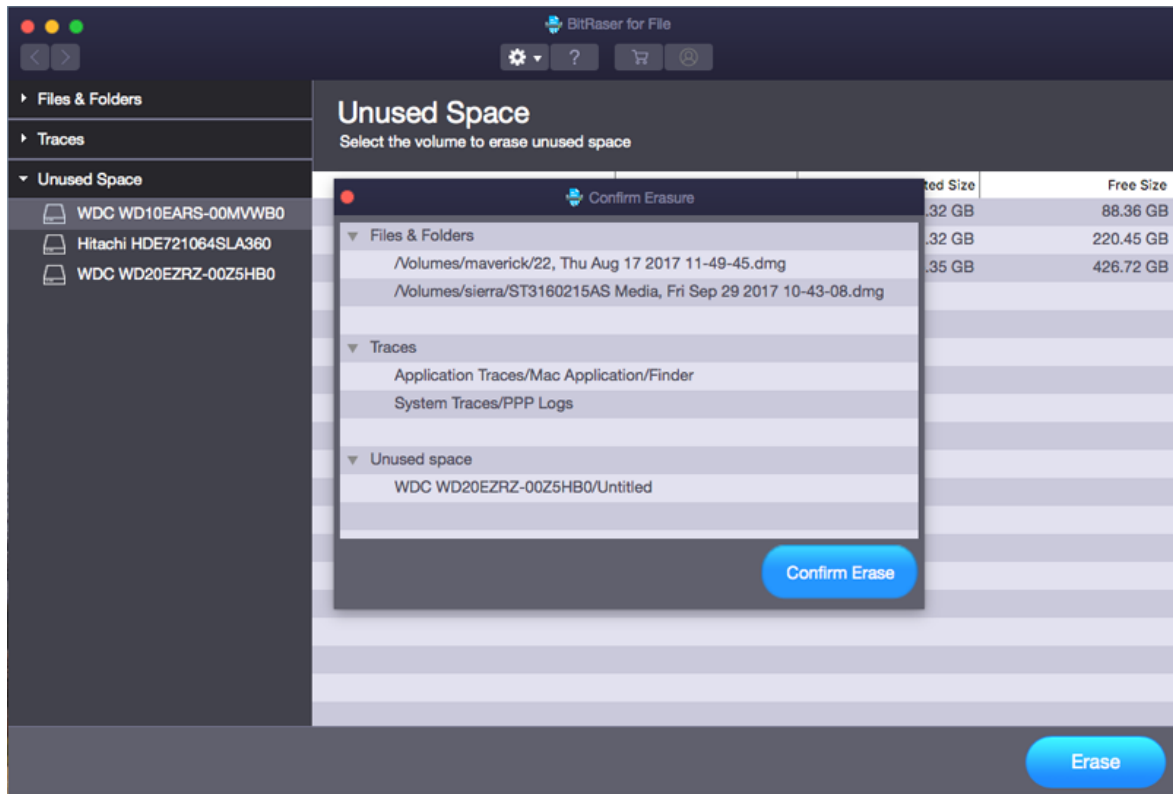 BitRaser for File
?
Files & Folders
Traces
Unused Space
WDC WD10EARS-00MVWB0
Hitachi HDE721064SLA360
WDC WD20EZRZ-00Z5HB0
Unused Space
Select the volume to erase unused space
ted Size Free Size
.32 GB 88.36 GB
.32 GB 220.45 GB
.35 GB 426.72 GB
Confirm Erasure
Files & Folders
/Volumes/maverick/22, Thu Aug 17 2017 11-49-45.dmg
/Volumes/sierra/ST3160215AS Media, Fri Sep 29 2017 10-43-08.dmg
Traces
Application Traces/Mac Application/Finder
System Traces/PPP Logs
Unused space
WDC WD20EZRZ-00Z5HB0/Untitled
Confirm Erase
Erase